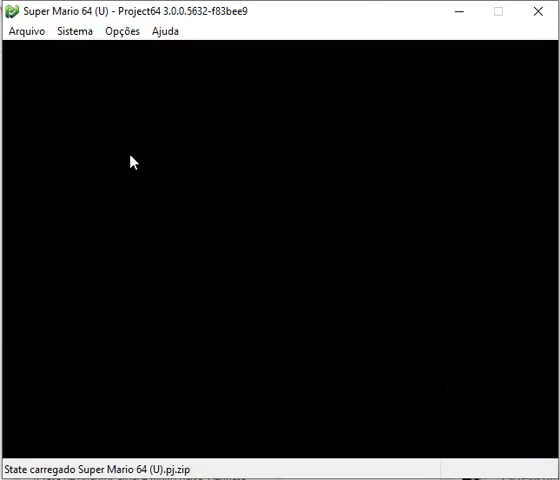 Super Mario 64 (U) - Project64 3.0.0.5632-f83bee9
Arquivo Sistema Opções Ajuda
State carregado Super Mario 64 (U).pj.zip